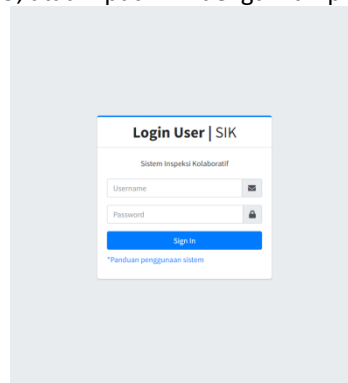 Login User | SIK
Sistem Inspeksi Kolaboratif
Username
Password
Sign In
*Panduan penggunaan sistem